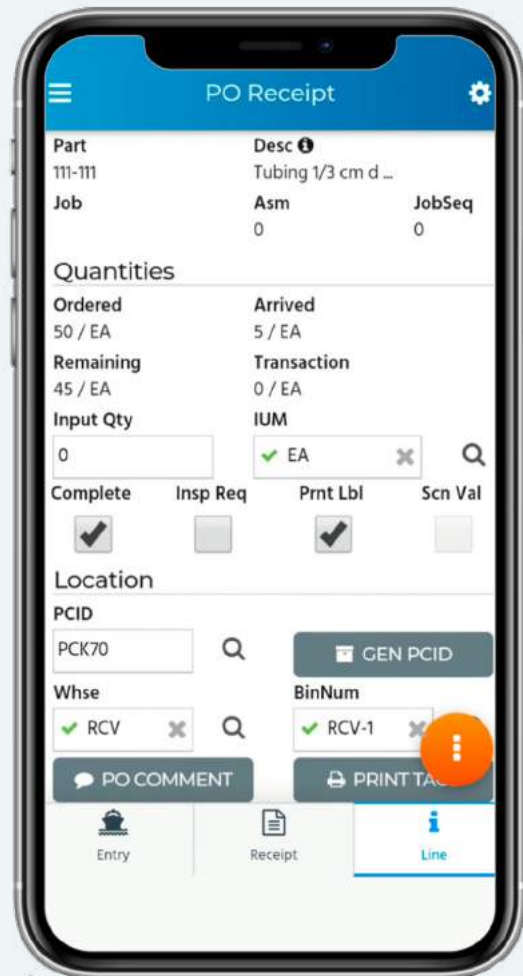 PO Receipt
Part Desc
111-111 Tubing 1/3 cm d ...
Job Asm JobSeq
0 0
Quantities
Ordered Arrived
50 / EA 5 / EA
Remaining Transaction
45 / EA 0 / EA
Input Qty IUM
0 EA
Complete Insp Req Prnt Lbl Scn Val
Location
PCID
PCK70 GEN PCID
Whse BinNum
RCV RCV-1
PO COMMENT PRINT TA
Entry Receipt Line